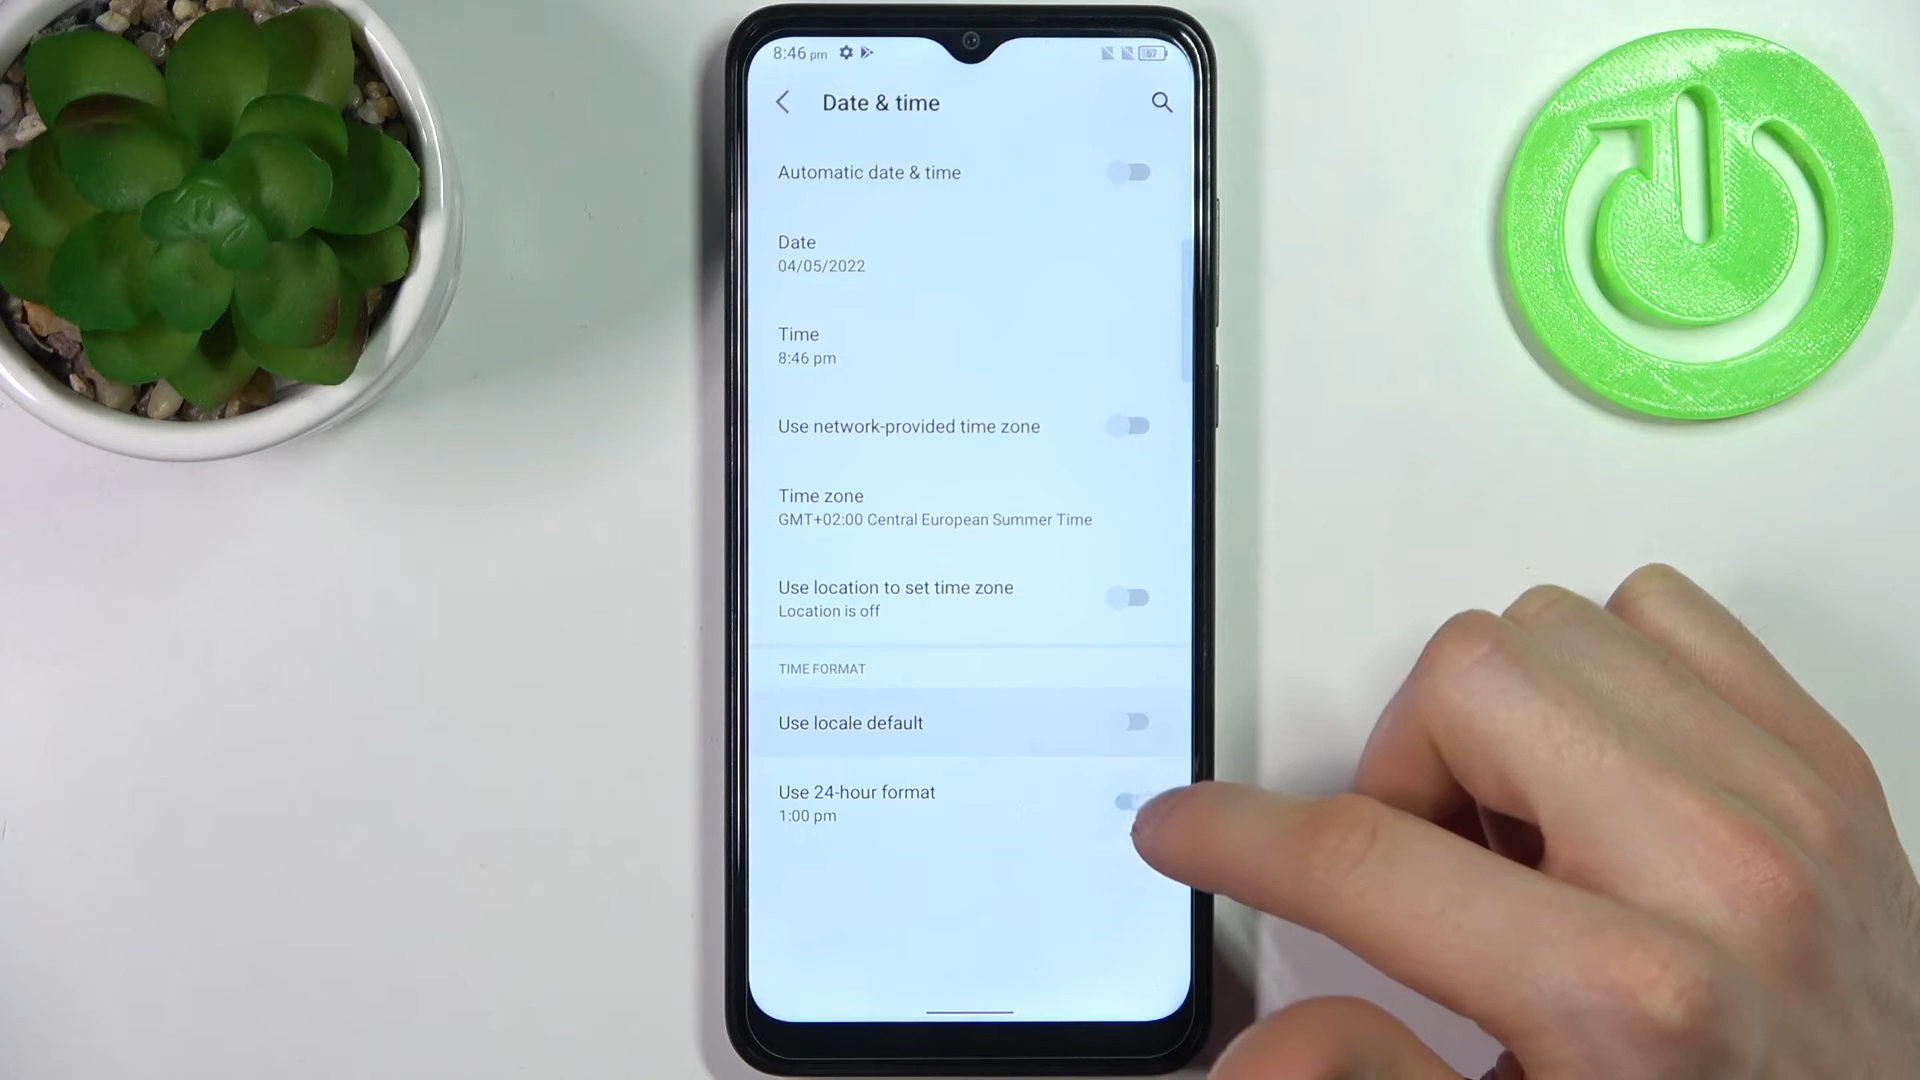 8:46 pm
67
Date & time
Automatic date & time
Date
04/05/2022
Time
8:46 pm
Use network-provided time zone
Time zone
GMT+02:00 Central European Summer Time
Use location to set time zone
Location is off
TIME FORMAT
Use locale default
Use 24-hour format
1:00 pm